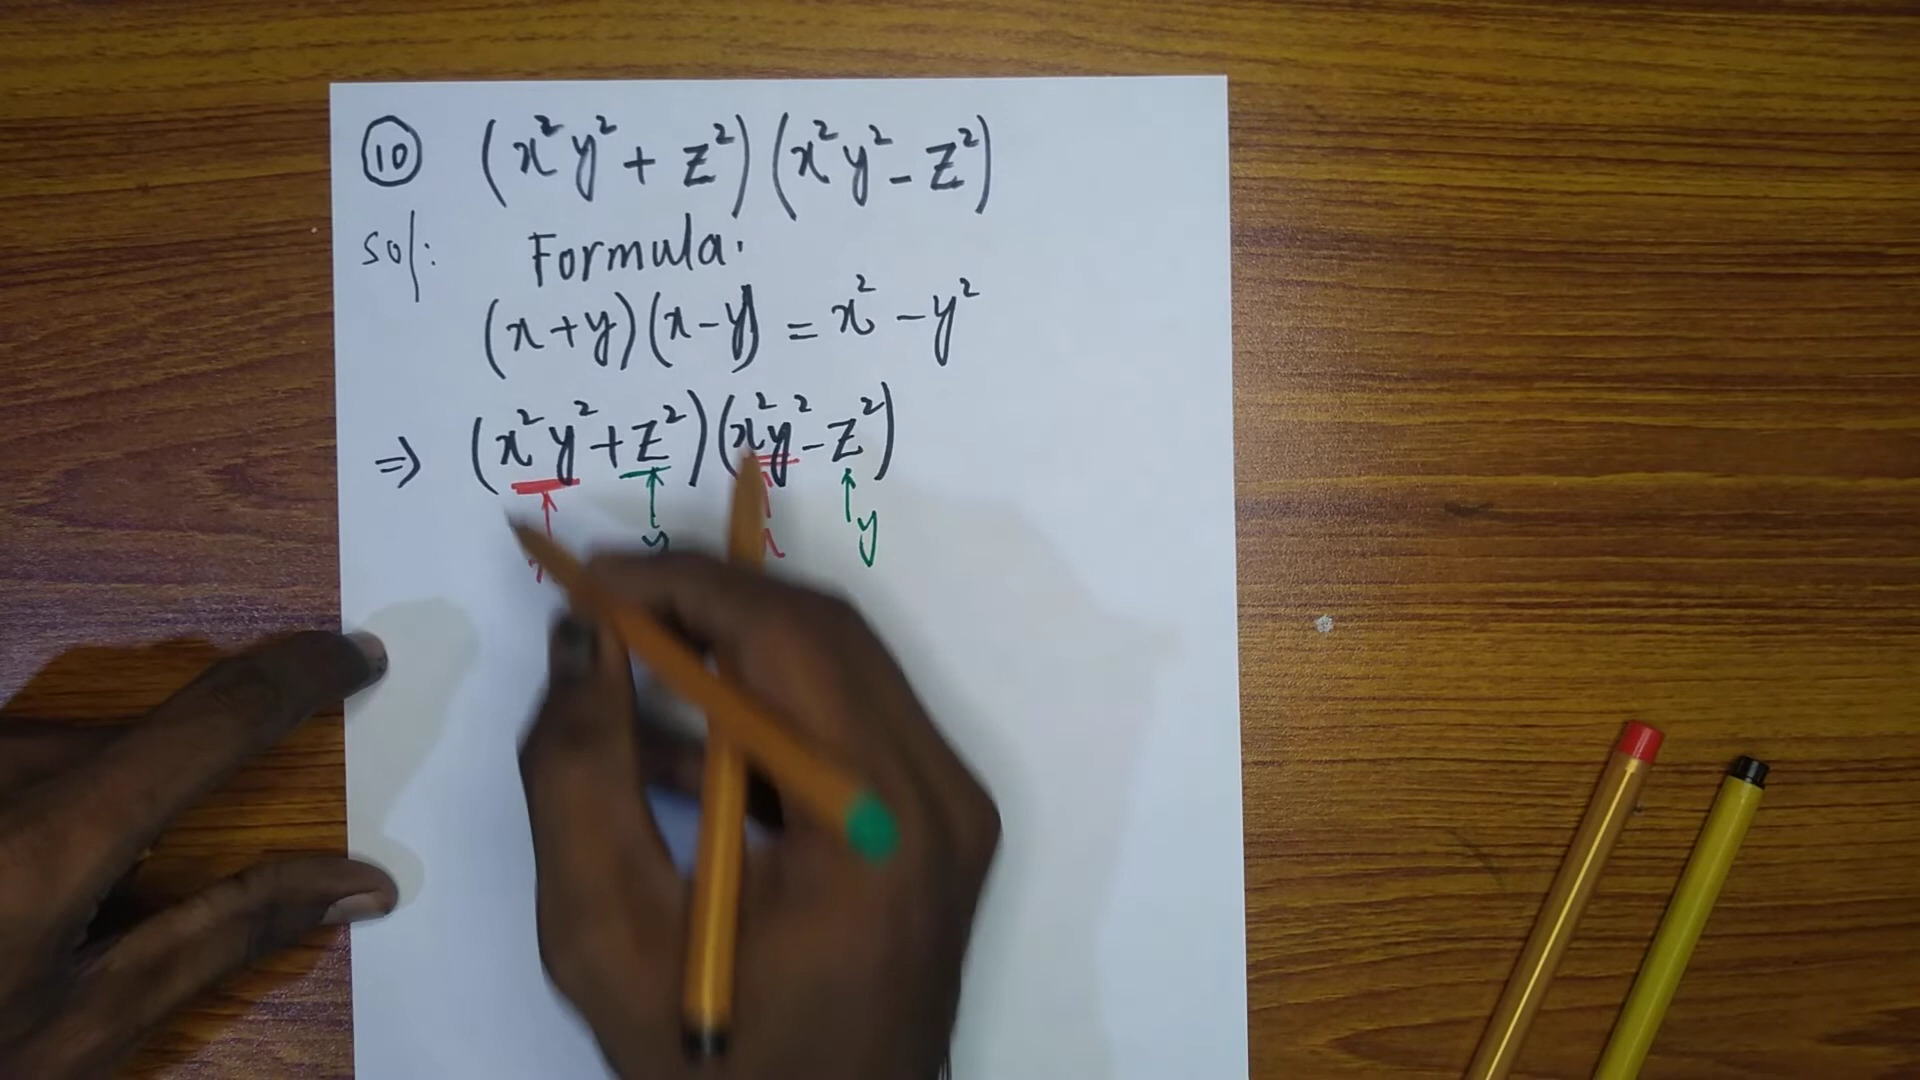 ⑩ (x²y² + z²) (x²y² - z²)
Sol: Formula.
(x+y)(x-y) = x² - y²
⇒ (x²y² + z²)(x²y² - z²)
y x y